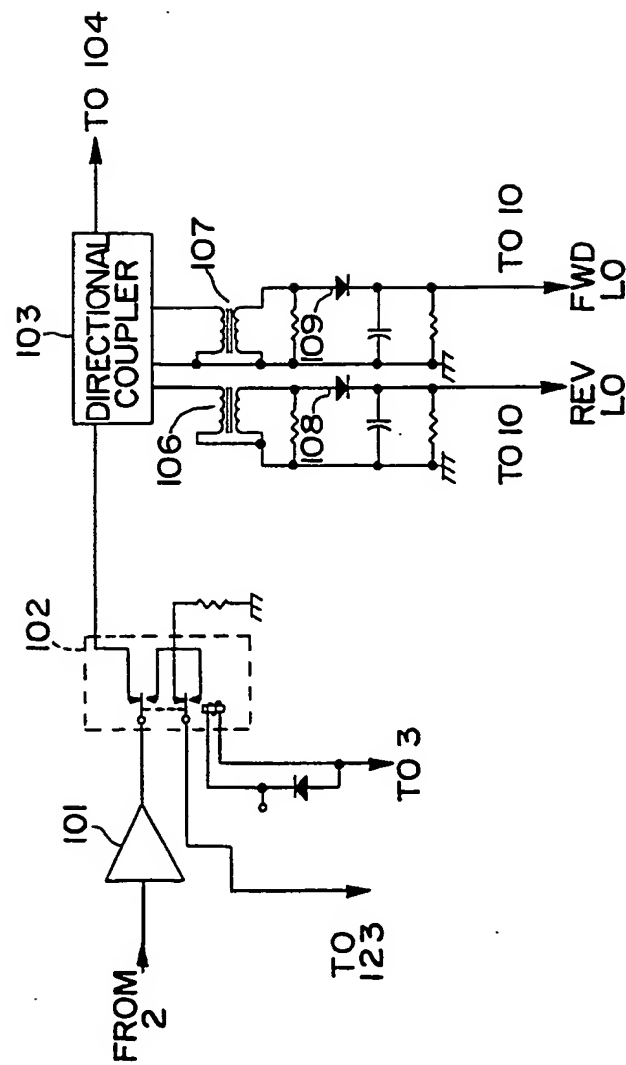 FROM
2
101
102
TO
123
TO 3
103
DIRECTIONAL
COUPLER
TO 104
106
107
108
109
TO 10
REV
LO
TO 10
FWD
LO